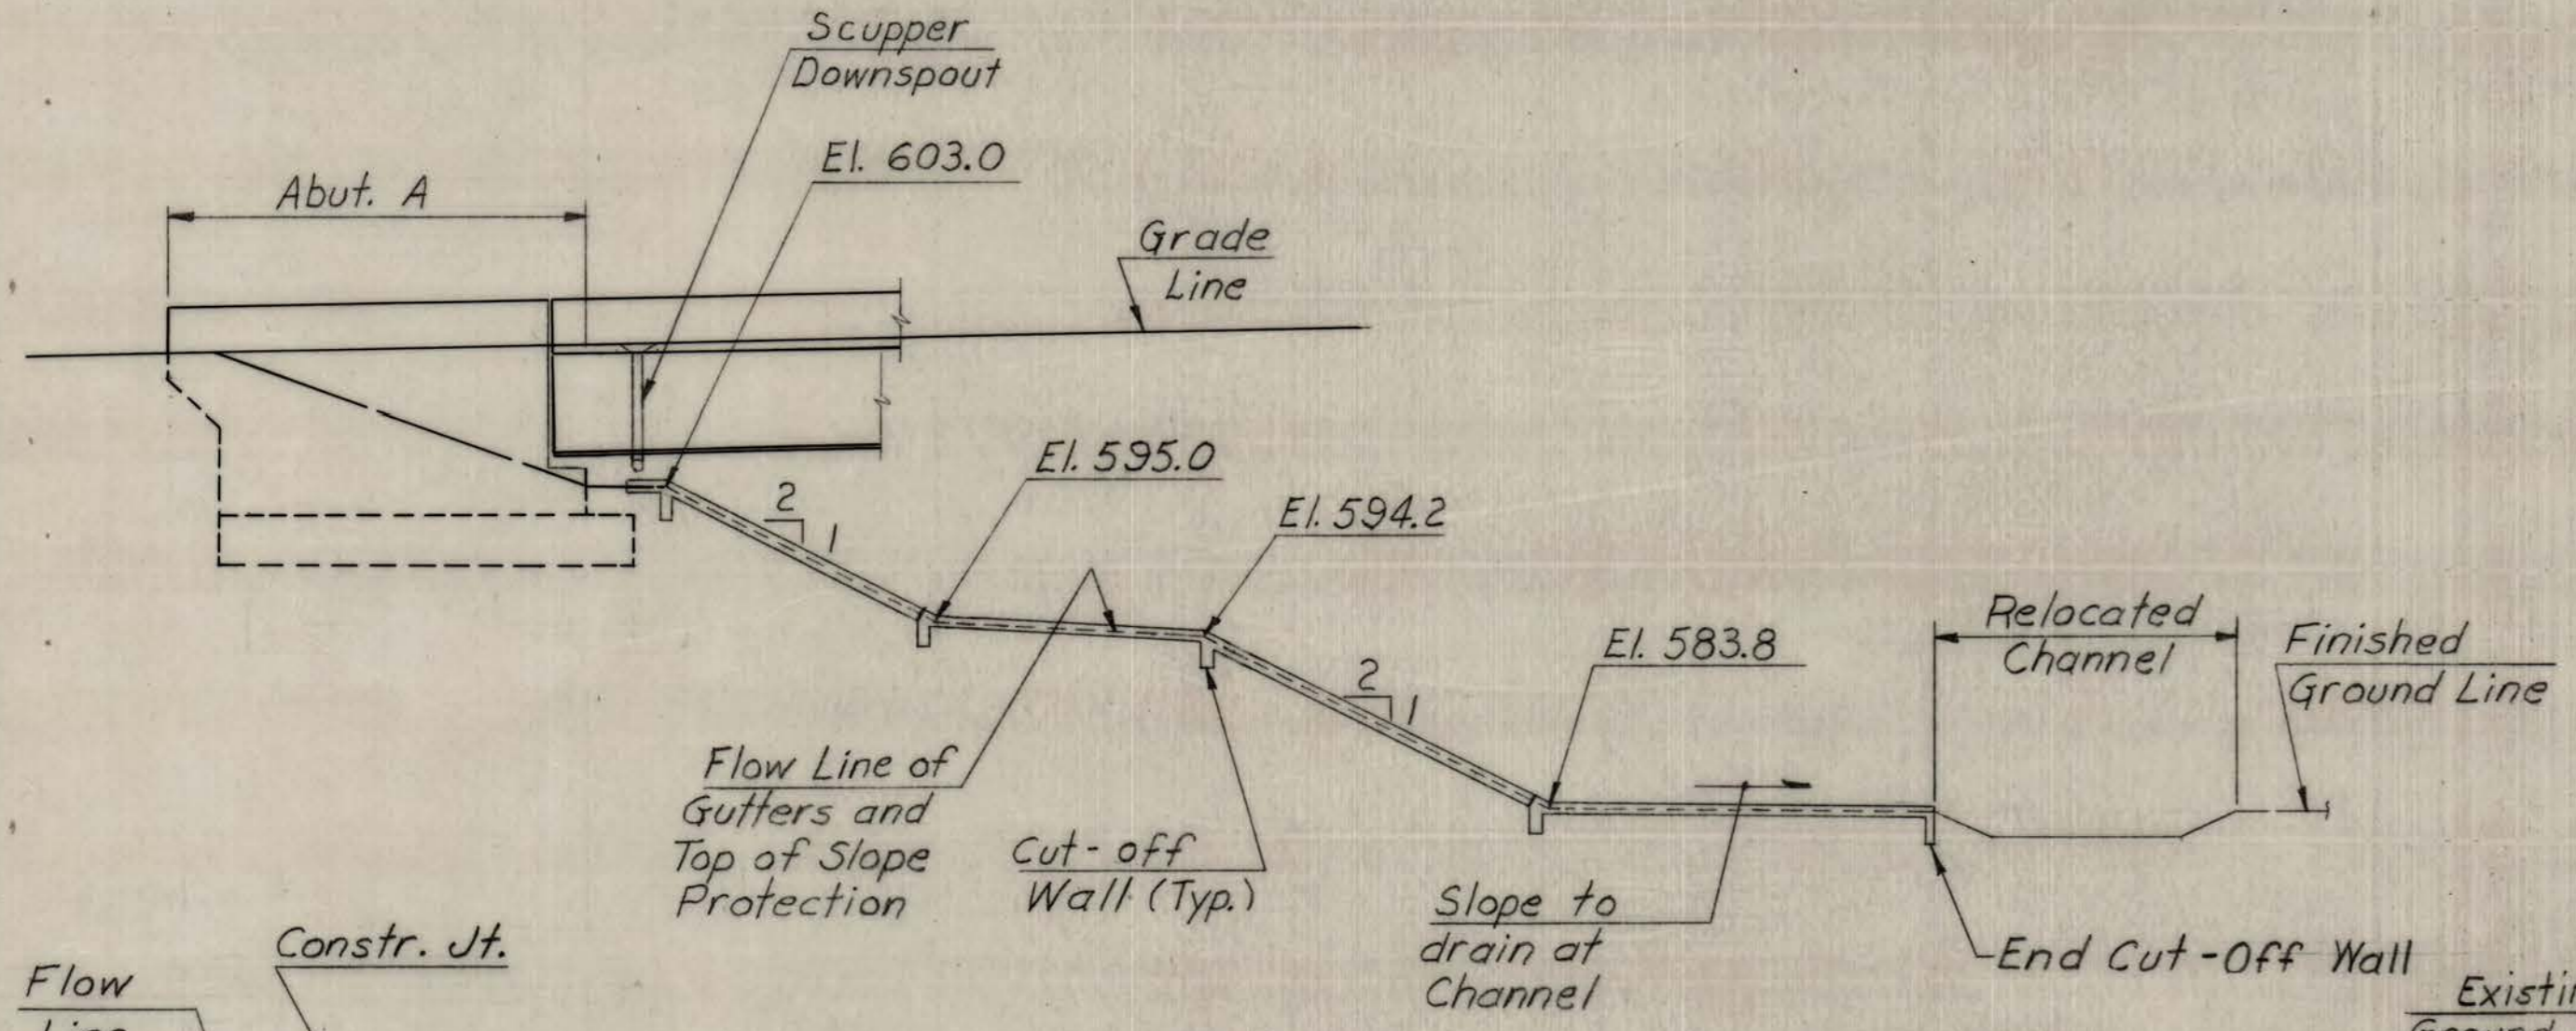 Scupper
Downspout
El. 603.0
Abut. A
Grade
Line
El. 595.0
2
1
El. 594.2
2
1
El. 583.8
Relocated
Channel
Finished
Ground Line
Flow Line of
Gutters and
Top of Slope
Protection
Cut-off
Wall (Typ.)
Slope to
drain at
Channel
End Cut-Off Wall
Constr. Jt.
Flow
Line